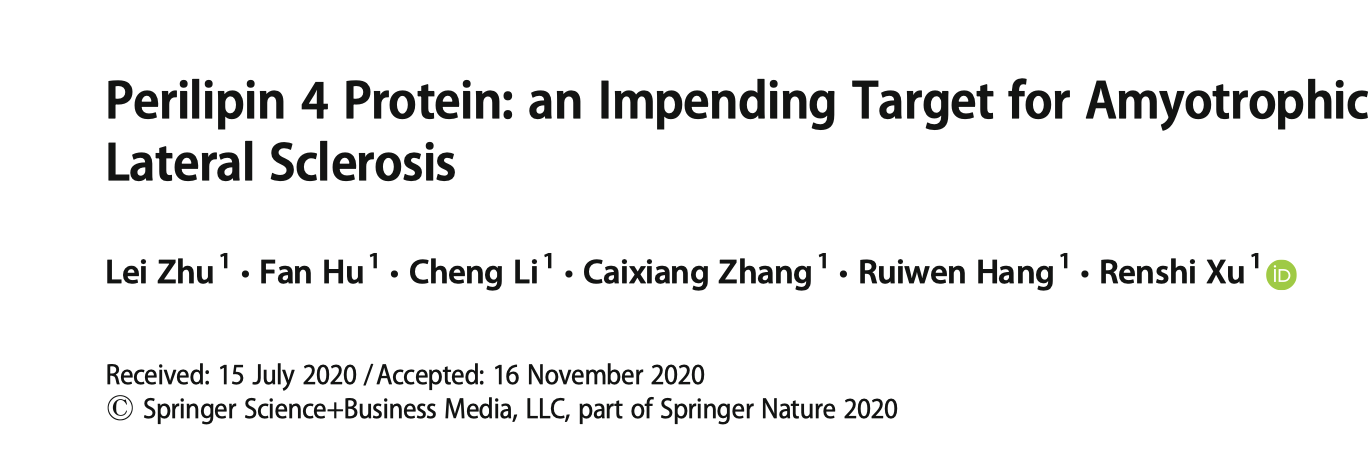 Perilipin 4 Protein: an Impending Target for Amyotrophic
Lateral Sclerosis
Lei Zhu 1 • Fan Hu 1 • Cheng Li 1 • Caixiang Zhang 1 • Ruiwen Hang 1 • Renshi Xu 1 iD
Received: 15 July 2020 / Accepted: 16 November 2020
© Springer Science+Business Media, LLC, part of Springer Nature 2020